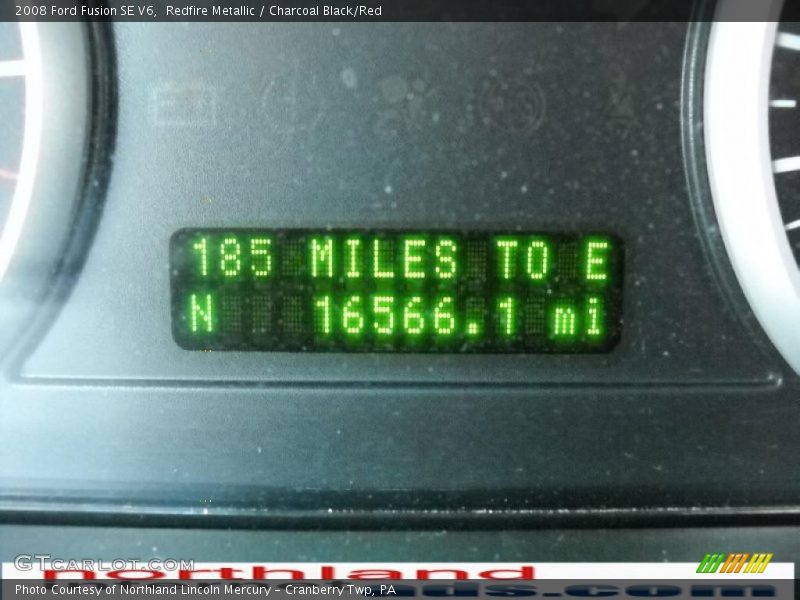 2008 Ford Fusion SE V6,  Redfire Metallic / Charcoal Black/Red
185 MILES TO E
N 16566.1 mi
GTCarLot.com
northland
Photo Courtesy of Northland Lincoln Mercury - Cranberry Twp, PA